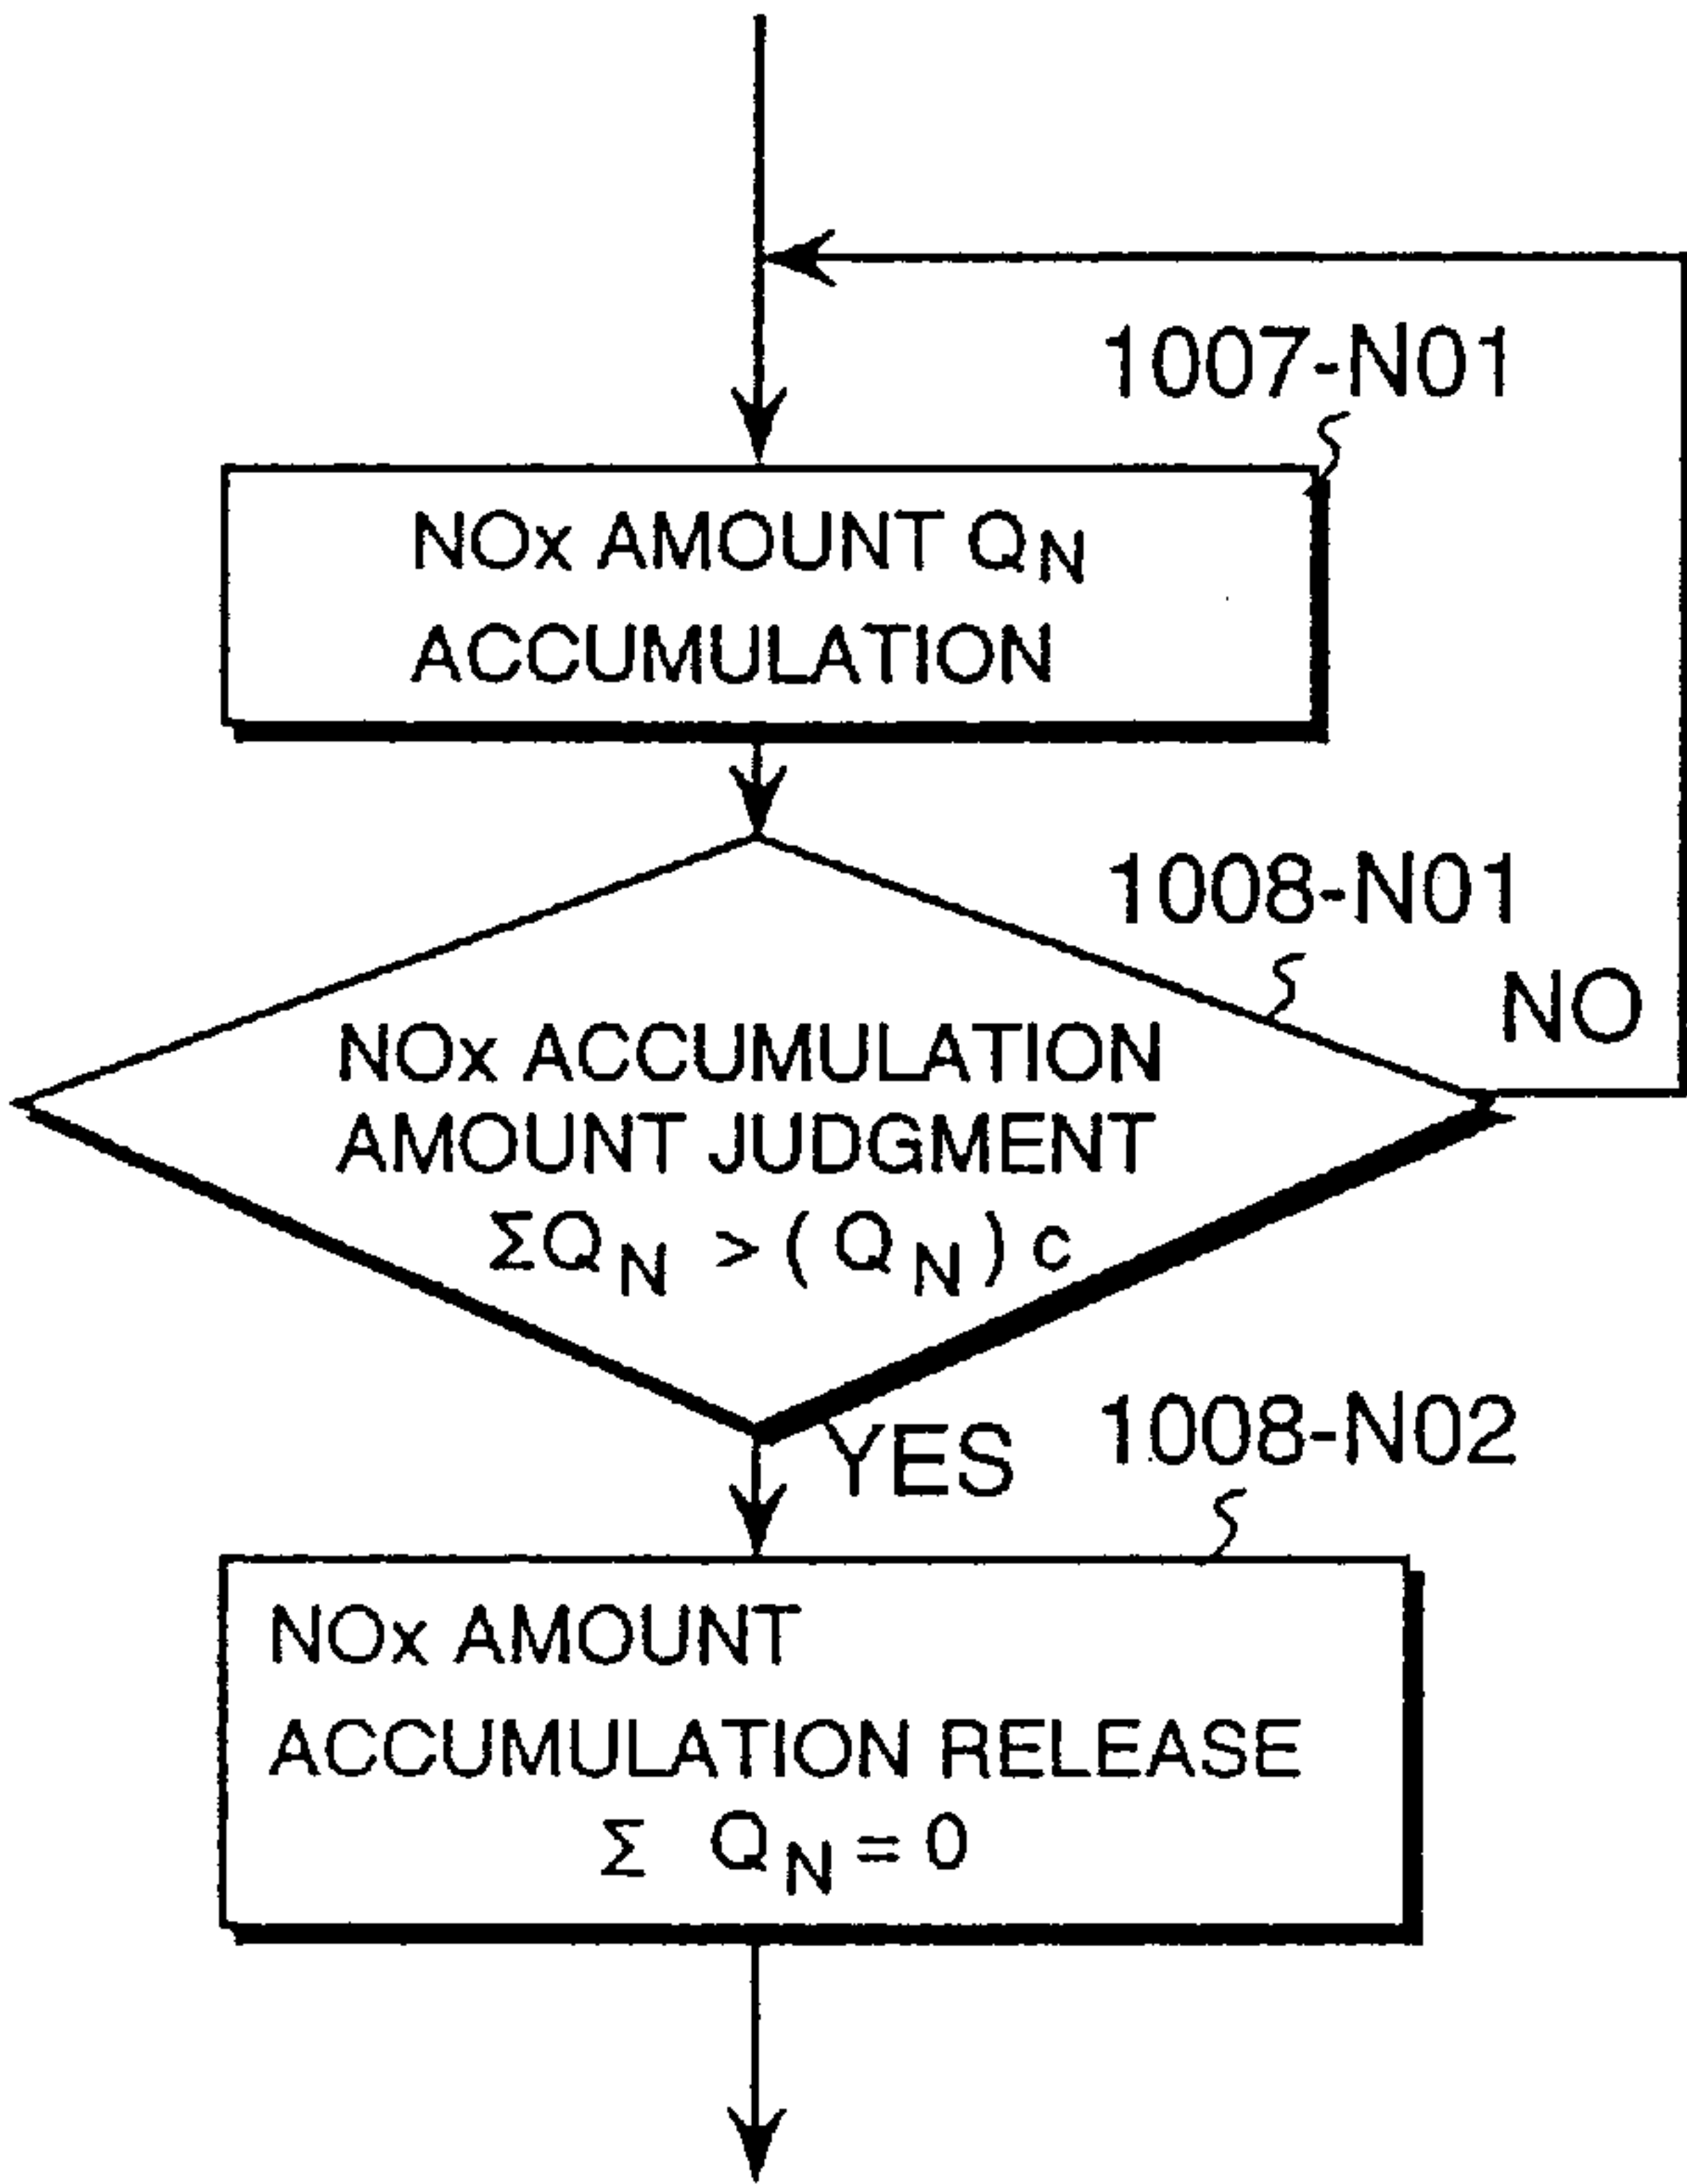 1007-N01
NOx AMOUNT QN
ACCUMULATION
1008-N01
NO
NOx ACCUMULATION
AMOUNT JUDGMENT
ΣQN > (QN) c
YES
1008-N02
NOx AMOUNT
ACCUMULATION RELEASE
Σ QN = 0